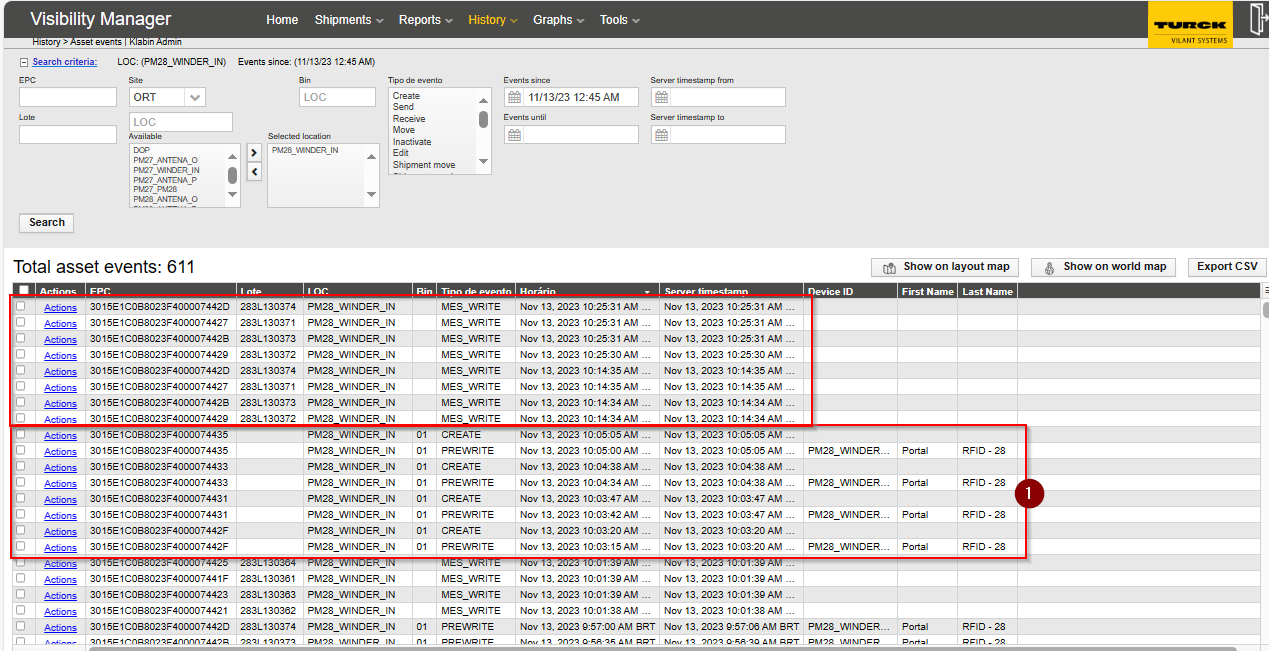 Visibility Manager Home Shipments Reports History Graphs Tools TURCK
VILANT SYSTEMS
History > Asset events | Klabin Admin
Search criteria: LOC: (PM28_WINDER_IN) Events since: (11/13/23 12:45 AM)
EPC Site Bin Tipo de evento Events since Server timestamp from
ORT LOC 11/13/23 12:45 AM
Lote Events until Server timestamp to
LOC
Create
Send
Receive
Move
Inactivate
Edit
Shipment move
Available Selected location
DOP
PM27_ANTENA_O
PM27_WINDER_IN
PM27_ANTENA_P
PM27_PM28
PM28_ANTENA_O
PM28_WINDER_IN
Search
Total asset events: 611 Show on layout map Show on world map Export CSV
Actions EPC Lote LOC Bin Tipo de evento Horário Server timestamp Device ID First Name Last Name
Actions 3015E1C0B8023F400007442D 283L130374 PM28_WINDER_IN MES_WRITE Nov 13, 2023 10:25:31 AM ... Nov 13, 2023 10:25:31 AM ...
Actions 3015E1C0B8023F4000074427 283L130371 PM28_WINDER_IN MES_WRITE Nov 13, 2023 10:25:31 AM ... Nov 13, 2023 10:25:31 AM ...
Actions 3015E1C0B8023F400007442B 283L130373 PM28_WINDER_IN MES_WRITE Nov 13, 2023 10:25:31 AM ... Nov 13, 2023 10:25:31 AM ...
Actions 3015E1C0B8023F4000074429 283L130372 PM28_WINDER_IN MES_WRITE Nov 13, 2023 10:25:30 AM ... Nov 13, 2023 10:25:30 AM ...
Actions 3015E1C0B8023F400007442D 283L130374 PM28_WINDER_IN MES_WRITE Nov 13, 2023 10:14:35 AM ... Nov 13, 2023 10:14:35 AM ...
Actions 3015E1C0B8023F4000074427 283L130371 PM28_WINDER_IN MES_WRITE Nov 13, 2023 10:14:35 AM ... Nov 13, 2023 10:14:35 AM ...
Actions 3015E1C0B8023F400007442B 283L130373 PM28_WINDER_IN MES_WRITE Nov 13, 2023 10:14:34 AM ... Nov 13, 2023 10:14:34 AM ...
Actions 3015E1C0B8023F4000074429 283L130372 PM28_WINDER_IN MES_WRITE Nov 13, 2023 10:14:34 AM ... Nov 13, 2023 10:14:34 AM ...
Actions 3015E1C0B8023F4000074435 PM28_WINDER_IN 01 CREATE Nov 13, 2023 10:05:05 AM ... Nov 13, 2023 10:05:05 AM ...
Actions 3015E1C0B8023F4000074435 PM28_WINDER_IN 01 PREWRITE Nov 13, 2023 10:05:00 AM ... Nov 13, 2023 10:05:05 AM ... PM28_WINDER... Portal RFID - 28
Actions 3015E1C0B8023F4000074433 PM28_WINDER_IN 01 CREATE Nov 13, 2023 10:04:38 AM ... Nov 13, 2023 10:04:38 AM ...
Actions 3015E1C0B8023F4000074433 PM28_WINDER_IN 01 PREWRITE Nov 13, 2023 10:04:34 AM ... Nov 13, 2023 10:04:38 AM ... PM28_WINDER... Portal RFID - 28
Actions 3015E1C0B8023F4000074431 PM28_WINDER_IN 01 CREATE Nov 13, 2023 10:03:47 AM ... Nov 13, 2023 10:03:47 AM ...
1
Actions 3015E1C0B8023F4000074431 PM28_WINDER_IN 01 PREWRITE Nov 13, 2023 10:03:42 AM ... Nov 13, 2023 10:03:47 AM ... PM28_WINDER... Portal RFID - 28
Actions 3015E1C0B8023F400007442F PM28_WINDER_IN 01 CREATE Nov 13, 2023 10:03:20 AM ... Nov 13, 2023 10:03:20 AM ...
Actions 3015E1C0B8023F400007442F PM28_WINDER_IN 01 PREWRITE Nov 13, 2023 10:03:15 AM ... Nov 13, 2023 10:03:20 AM ... PM28_WINDER... Portal RFID - 28
Actions 3015E1C0B8023F4000074425 283L130364 PM28_WINDER_IN MES_WRITE Nov 13, 2023 10:01:39 AM ... Nov 13, 2023 10:01:39 AM ...
Actions 3015E1C0B8023F400007441F 283L130361 PM28_WINDER_IN MES_WRITE Nov 13, 2023 10:01:39 AM ... Nov 13, 2023 10:01:39 AM ...
Actions 3015E1C0B8023F4000074423 283L130363 PM28_WINDER_IN MES_WRITE Nov 13, 2023 10:01:39 AM ... Nov 13, 2023 10:01:39 AM ...
Actions 3015E1C0B8023F4000074421 283L130362 PM28_WINDER_IN MES_WRITE Nov 13, 2023 10:01:38 AM ... Nov 13, 2023 10:01:38 AM ...
Actions 3015E1C0B8023F400007442D 283L130374 PM28_WINDER_IN 01 MES_WRITE Nov 13, 2023 9:57:00 AM BRT Nov 13, 2023 9:57:06 AM BRT PM28_WINDER... Portal RFID - 28
Actions 3015E1C0B8023F400007442B 283L130373 PM28_WINDER_IN 01 MES_WRITE Nov 13, 2023 9:56:35 AM BRT Nov 13, 2023 9:56:39 AM BRT PM28_WINDER... Portal RFID - 28